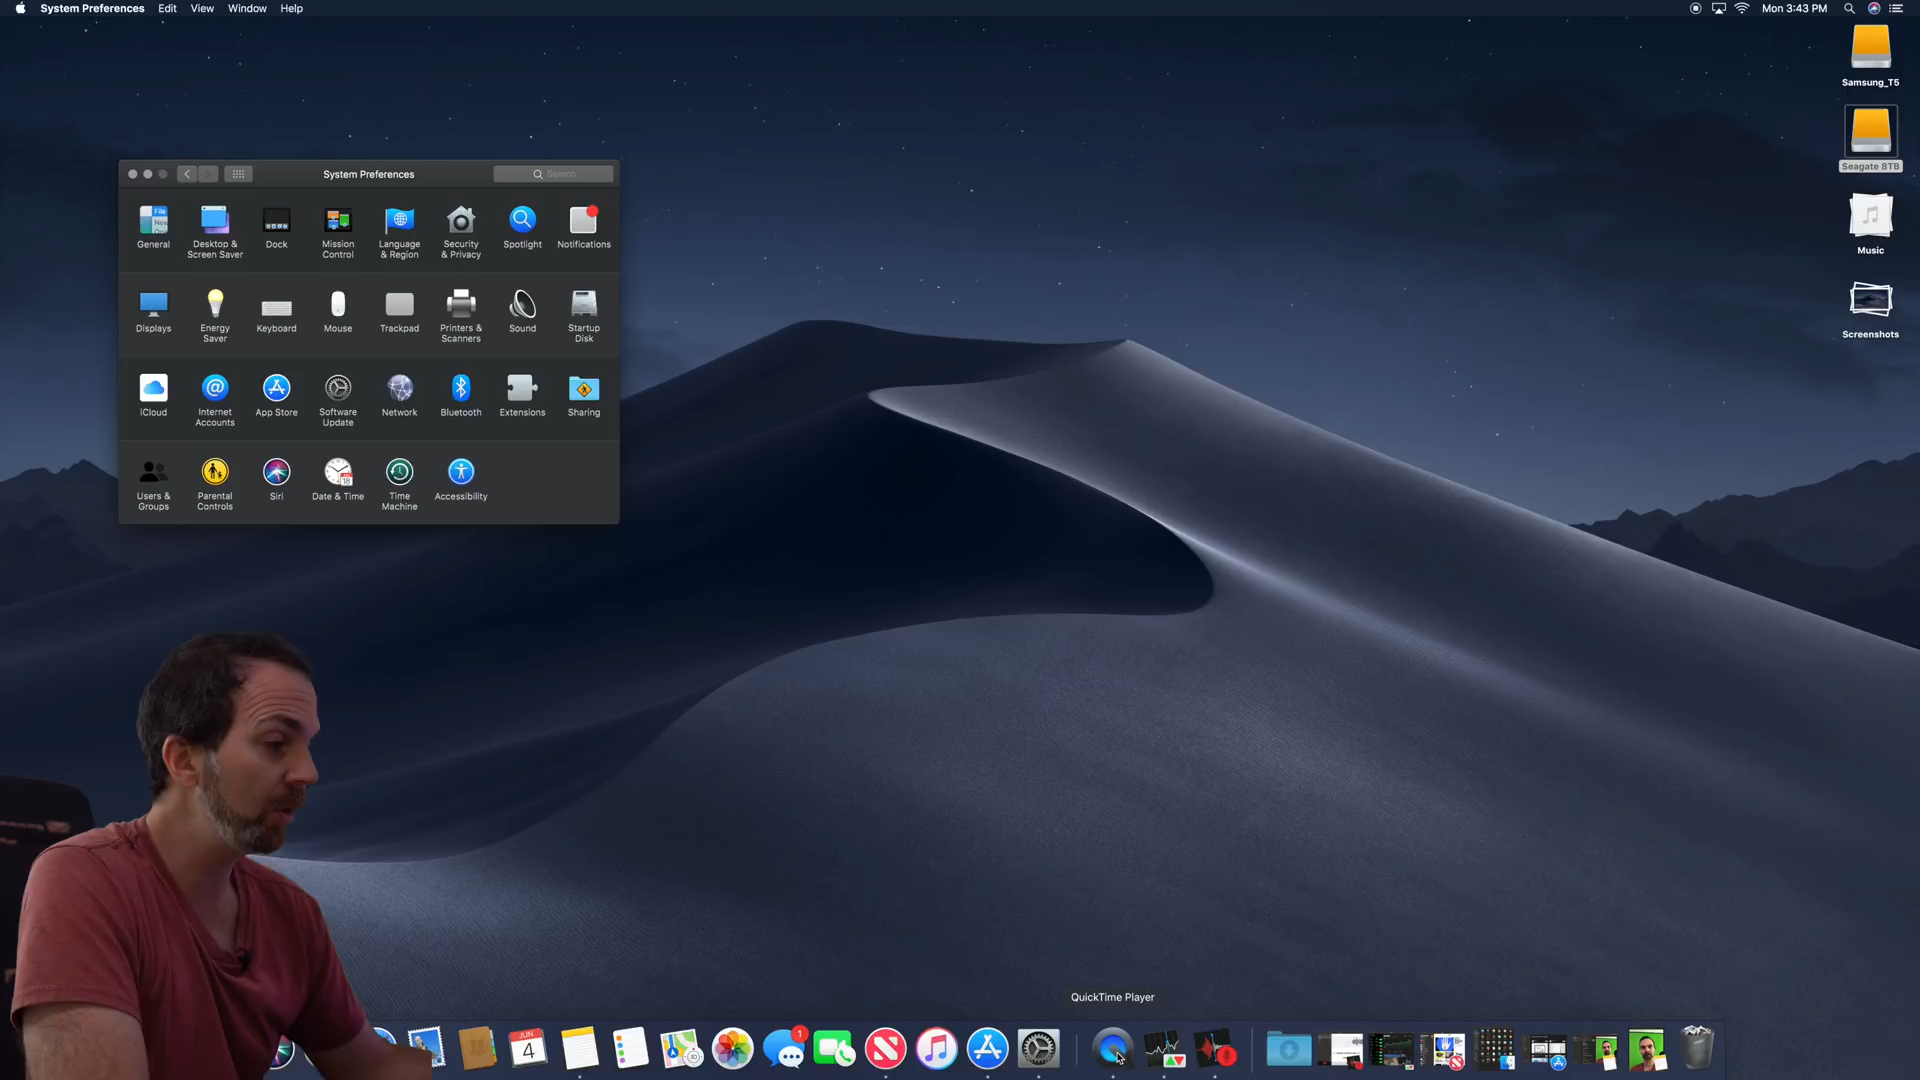 System Preferences Edit View Window Help
Mon 3:43 PM
Samsung_T5
Seagate 8TB
Music
Screenshots
System Preferences
Search
General
Desktop &
Screen Saver
Dock
Mission
Control
Language
& Region
Security
& Privacy
Spotlight
Notifications
Displays
Energy
Saver
Keyboard
Mouse
Trackpad
Printers &
Scanners
Sound
Startup
Disk
iCloud
Internet
Accounts
App Store
Software
Update
Network
Bluetooth
Extensions
Sharing
Users &
Groups
Parental
Controls
Siri
Date & Time
Time
Machine
Accessibility
QuickTime Player
JUN
4
1